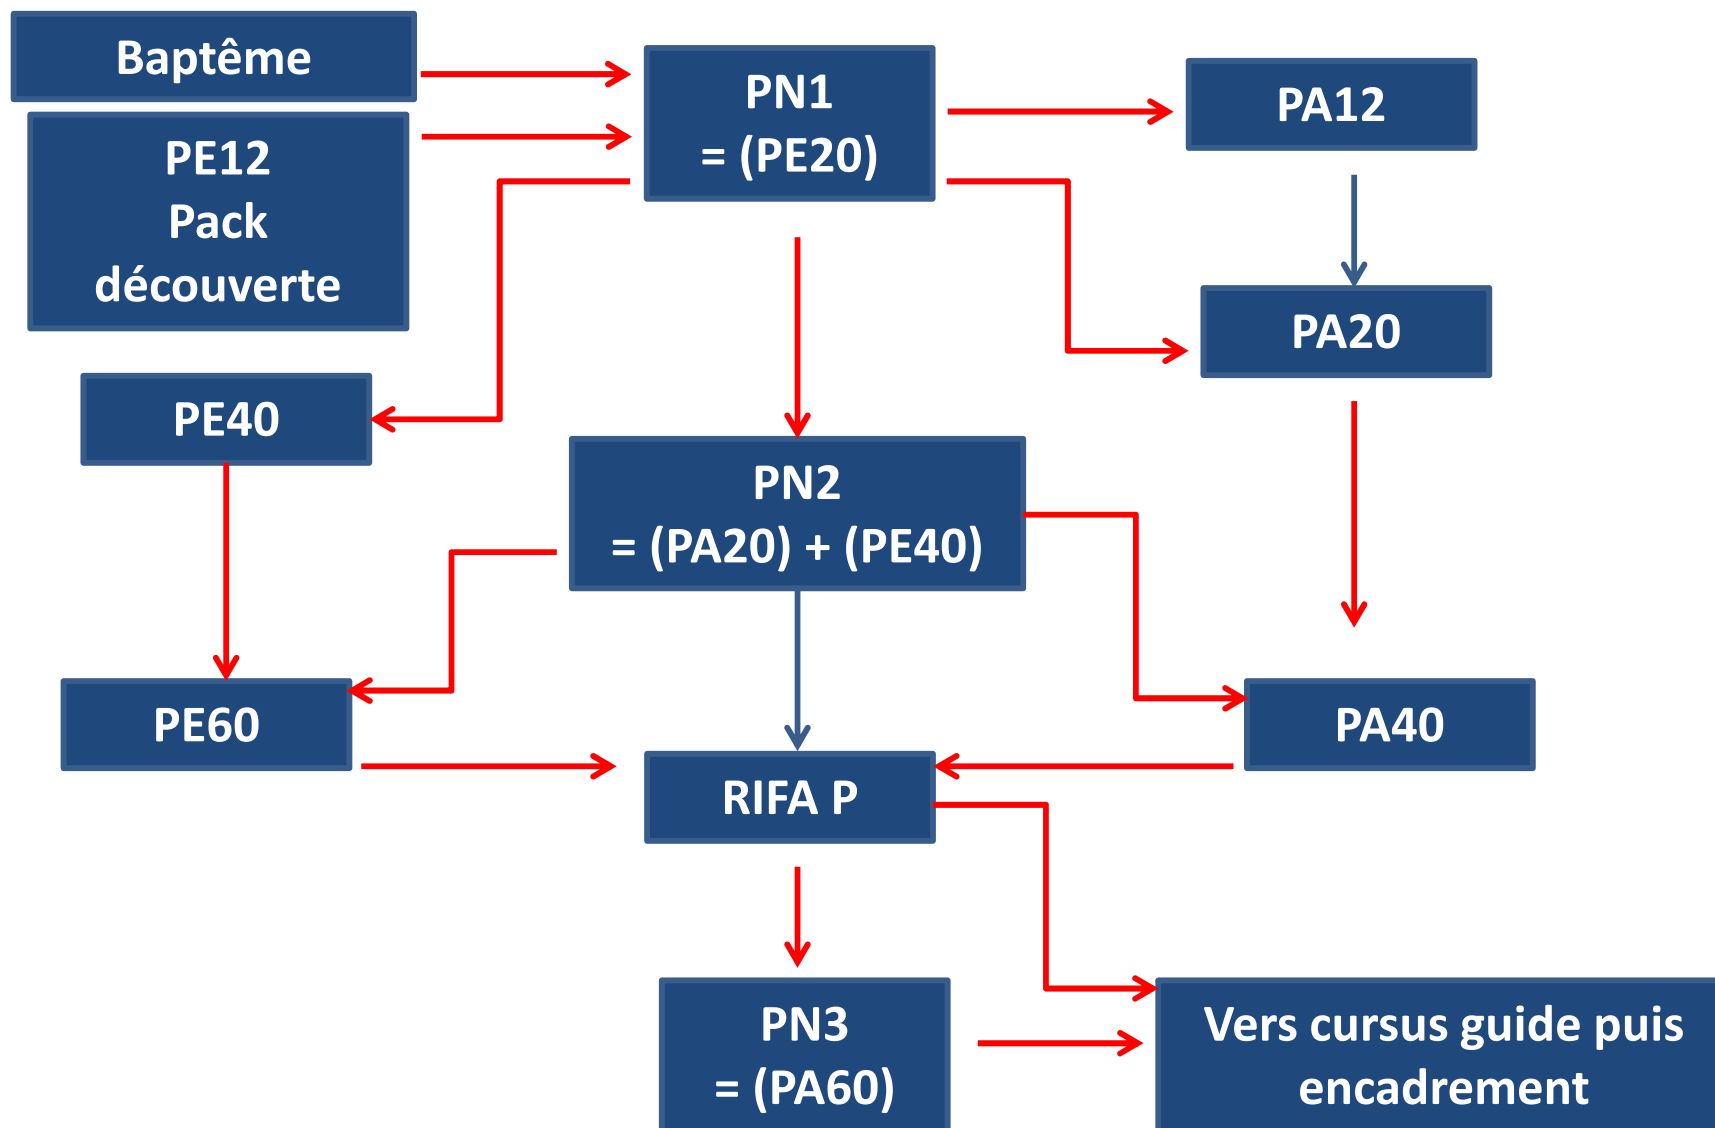 Baptême
PE12
Pack
découverte
PN1
= (PE20)
PA12
PA20
PE40
PN2
= (PA20) + (PE40)
PE60
PA40
RIFA P
PN3
= (PA60)
Vers cursus guide puis
encadrement